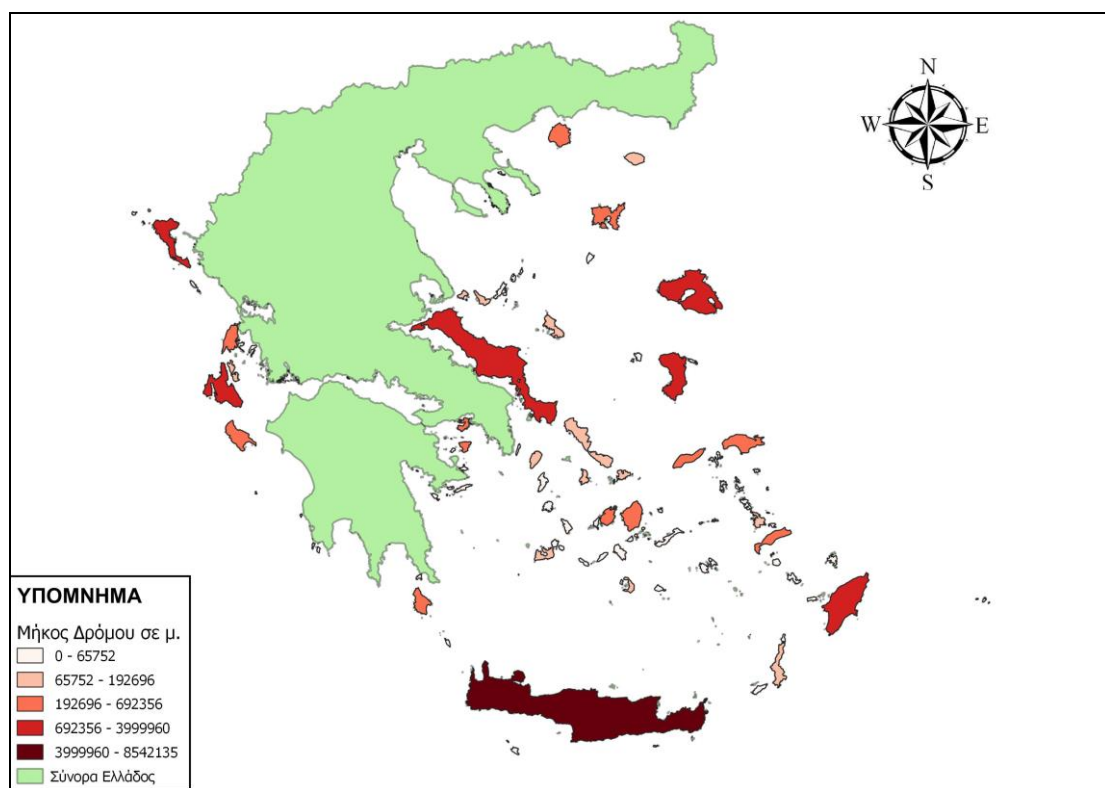 N
W
E
S
ΥΠΟΜΝΗΜΑ
Μήκος Δρόμου σε μ.
0 - 65752
65752 - 192696
192696 - 692356
692356 - 3999960
3999960 - 8542135
Σύνορα Ελλάδος